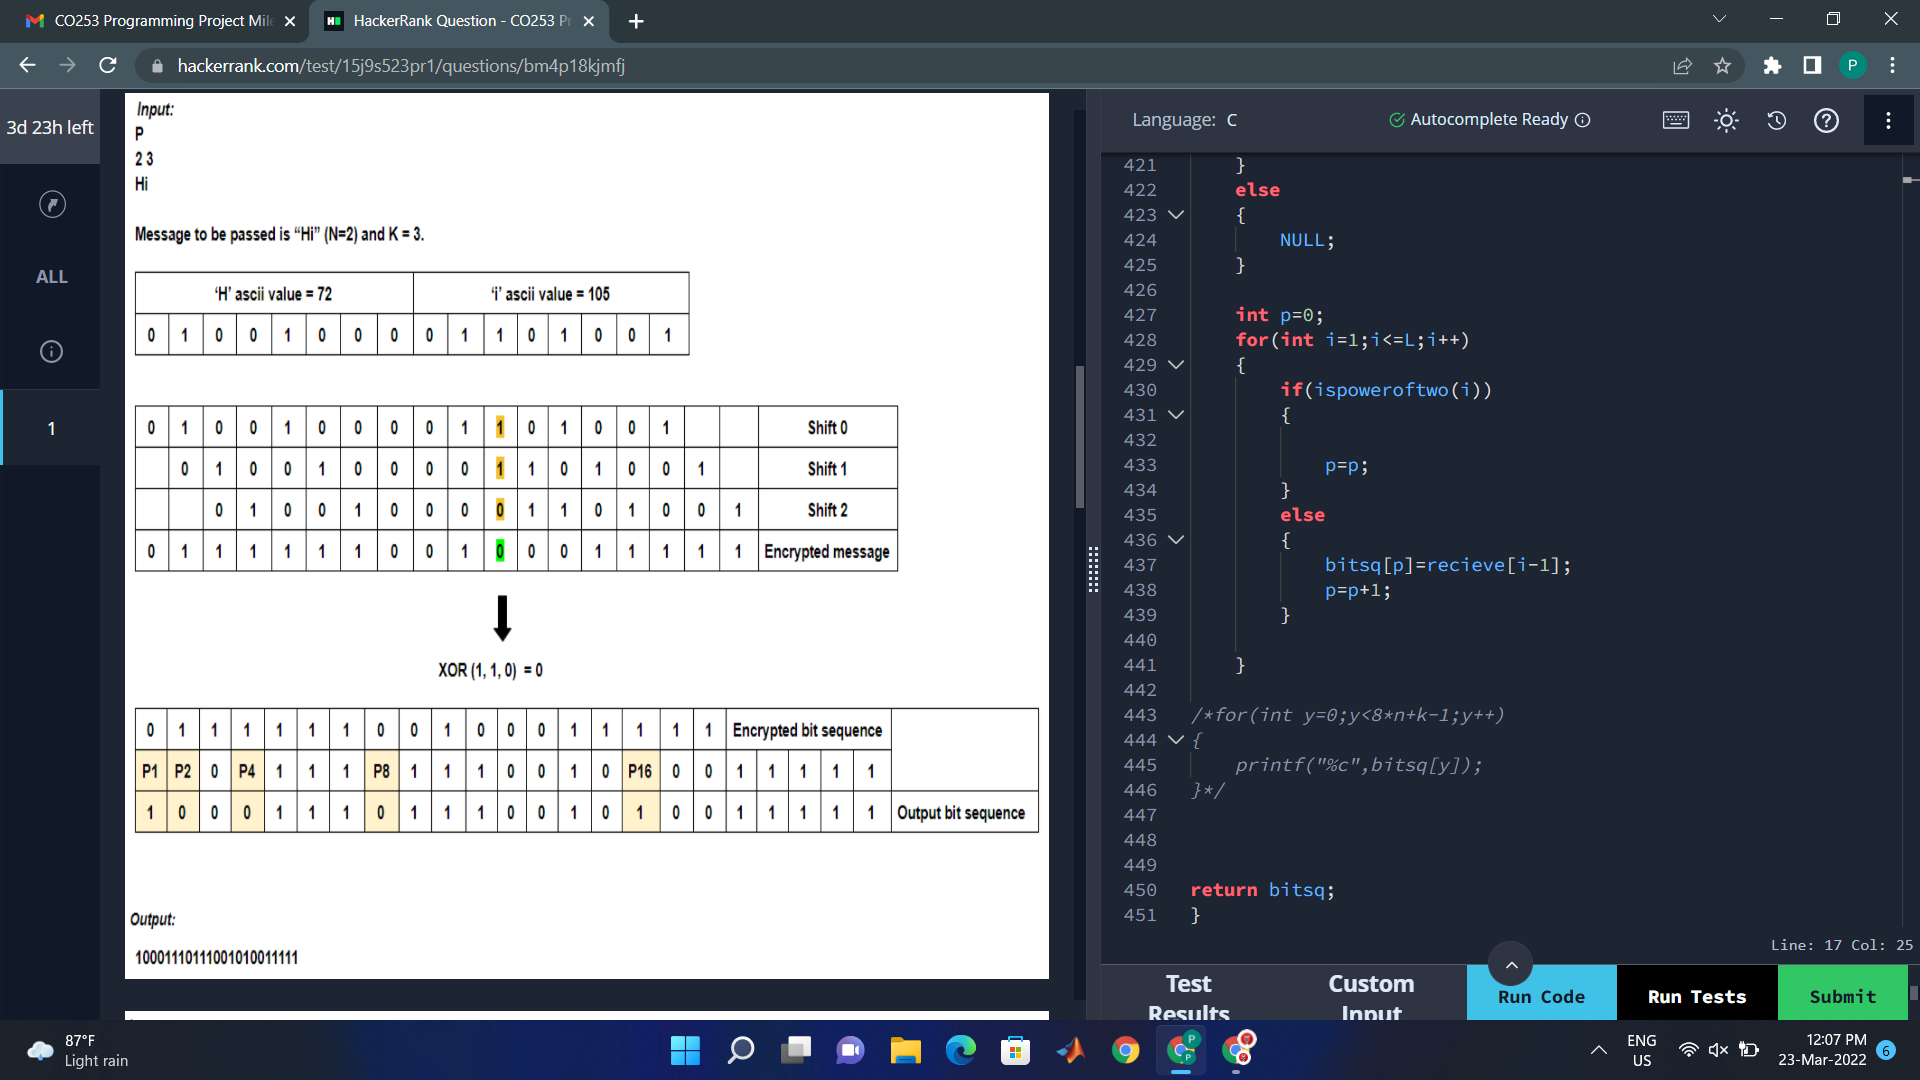 CO253 Programming Project Mile
HackerRank Question - CO253 Pr
hackerrank.com/test/15j9s523pr1/questions/bm4p18kjmfj
P
3d 23h left
ALL
1
Input:
P
2 3
Hi
Message to be passed is “Hi” (N=2) and K = 3.
‘H’ ascii value = 72 ‘i’ ascii value = 105
0 1 0 0 1 0 0 0 0 1 1 0 1 0 0 1
0 1 0 0 1 0 0 0 0 1 1 0 1 0 0 1 Shift 0
0 1 0 0 1 0 0 0 0 1 1 0 1 0 0 1 Shift 1
0 1 0 0 1 0 0 0 0 1 1 0 1 0 0 1 Shift 2
0 1 1 1 1 1 1 0 0 1 0 0 0 1 1 1 1 1 Encrypted message
XOR (1, 1, 0) = 0
0 1 1 1 1 1 1 0 0 1 0 0 0 1 1 1 1 1 Encrypted bit sequence
P1 P2 0 P4 1 1 1 P8 1 1 1 0 0 1 0 P16 0 0 1 1 1 1 1
1 0 0 0 1 1 1 0 1 1 1 0 0 1 0 1 0 0 1 1 1 1 1 Output bit sequence
Output:
10001110111001010011111
Language: C
Autocomplete Ready
421 }
422 else
423 {
424 NULL;
425 }
426
427 int p=0;
428 for(int i=1;i<=L;i++)
429 {
430 if(ispoweroftwo(i))
431 {
432
433 p=p;
434 }
435 else
436 {
437 bitsq[p]=recieve[i-1];
438 p=p+1;
439 }
440
441 }
442
443 /*for(int y=0;y<8*n+k-1;y++)
444 {
445 printf("%c",bitsq[y]);
446 }*/
447
448
449
450 return bitsq;
451 }
Line: 17 Col: 25
Test Results
Custom Input
Run Code
Run Tests
Submit
87°F
Light rain
P
P
ENG
US
12:07 PM
23-Mar-2022
6